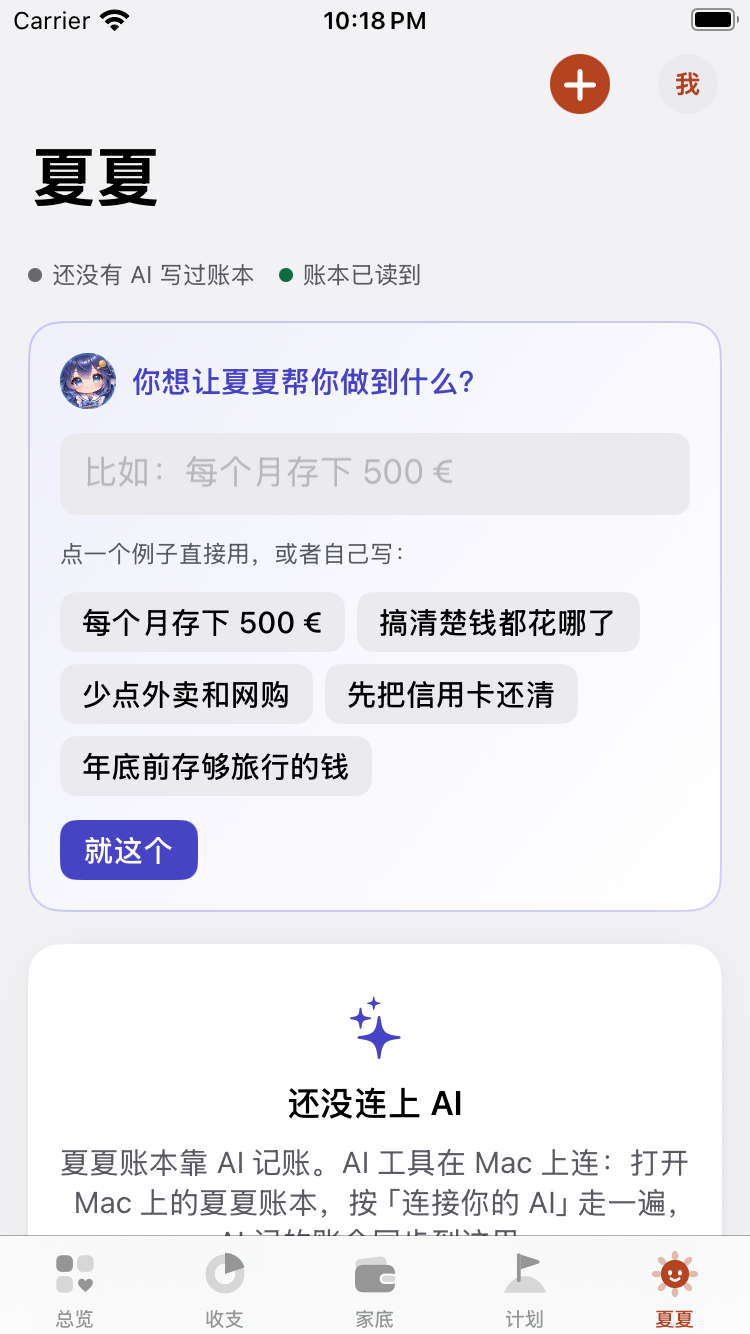 Carrier
10:18 PM
我
夏夏
还没有 AI 写过账本
账本已读到
你想让夏夏帮你做到什么?
比如：每个月存下 500 €
点一个例子直接用，或者自己写：
每个月存下 500 €
搞清楚钱都花哪了
少点外卖和网购
先把信用卡还清
年底前存够旅行的钱
就这个
还没连上 AI
夏夏账本靠 AI 记账。AI 工具在 Mac 上连：打开
Mac 上的夏夏账本，按「连接你的 AI」走一遍，
总览
收支
家底
计划
夏夏